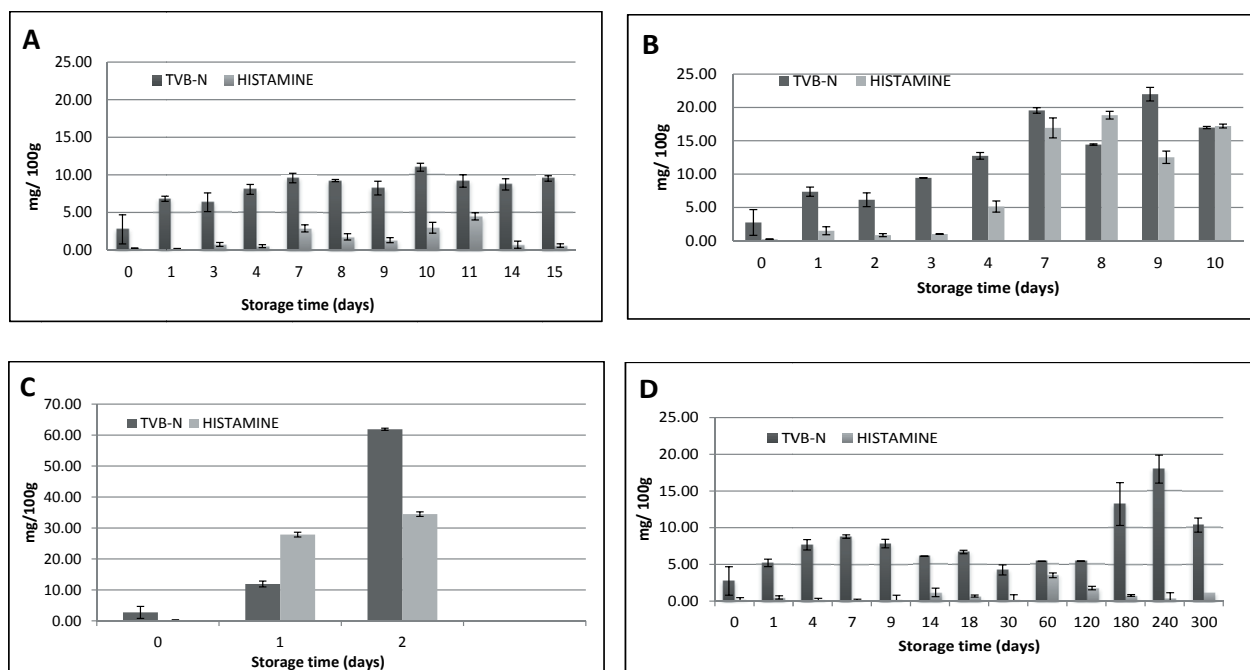 A
25.00
TVB-N HISTAMINE
20.00
15.00
10.00
5.00
0.00
mg/ 100g
0 1 3 4 7 8 9 10 11 14 15
Storage time (days)
B
25.00
TVB-N HISTAMINE
20.00
15.00
10.00
5.00
0.00
mg/ 100g
0 1 2 3 4 7 8 9 10
Storage time (days)
C
70.00
TVB-N HISTAMINE
60.00
50.00
40.00
30.00
20.00
10.00
0.00
mg/100g
0 1 2
Storage time (days)
D
25.00
TVB-N HISTAMINE
20.00
15.00
10.00
5.00
0.00
mg/ 100g
0 1 4 7 9 14 18 30 60 120 180 240 300
Storage time (days)